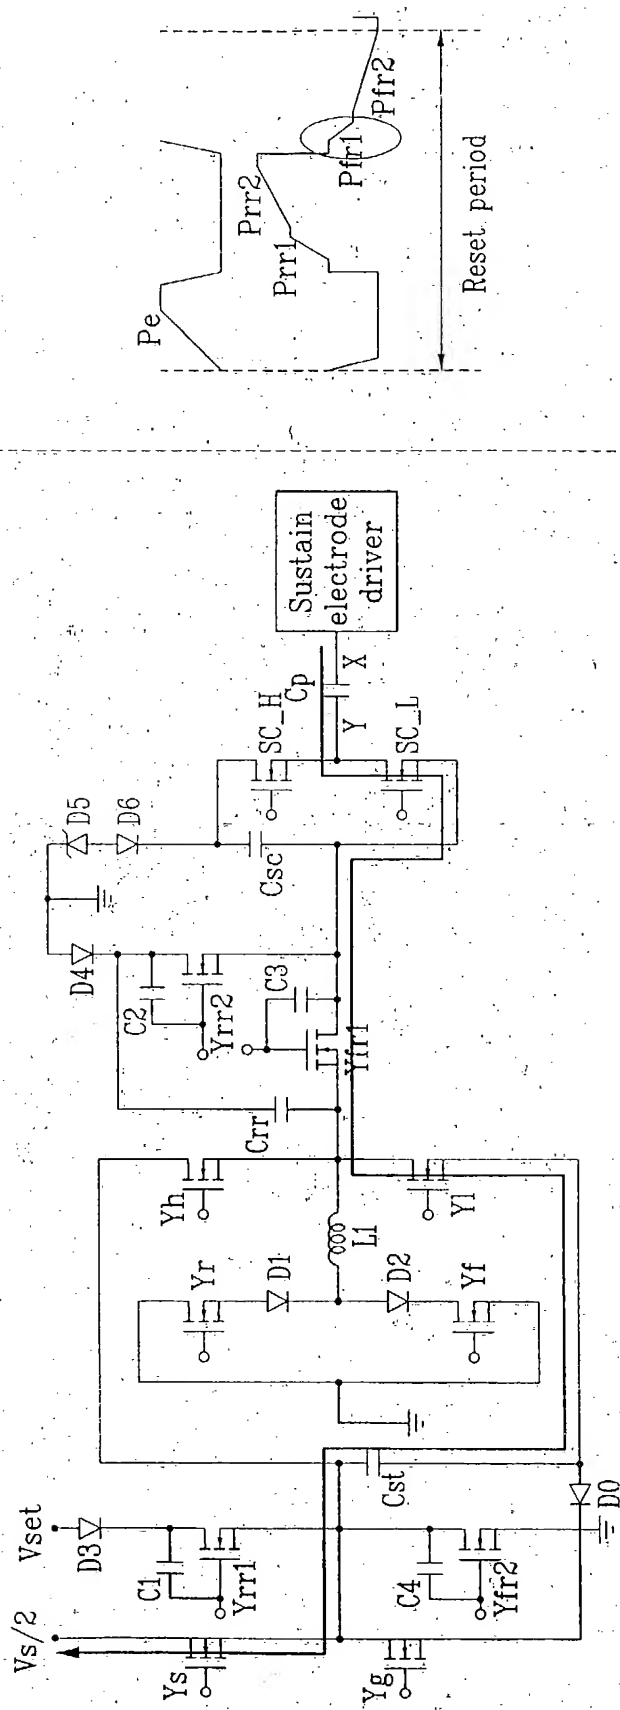 Pe
Prr1
Prr2
Pfr1
Pfr2
Reset period
Sustain
electrode
driver
X
Cp
Y
SC_H
SC_L
D5
D6
Csc
D4
C2
Yrr2
C3
Yfr1
Crr
Yh
Yl
L1
Yr
D1
D2
Yf
Cst
D0
Vset
D3
C1
Yrr1
C4
Yfr2
Vs/2
Ys
Yg